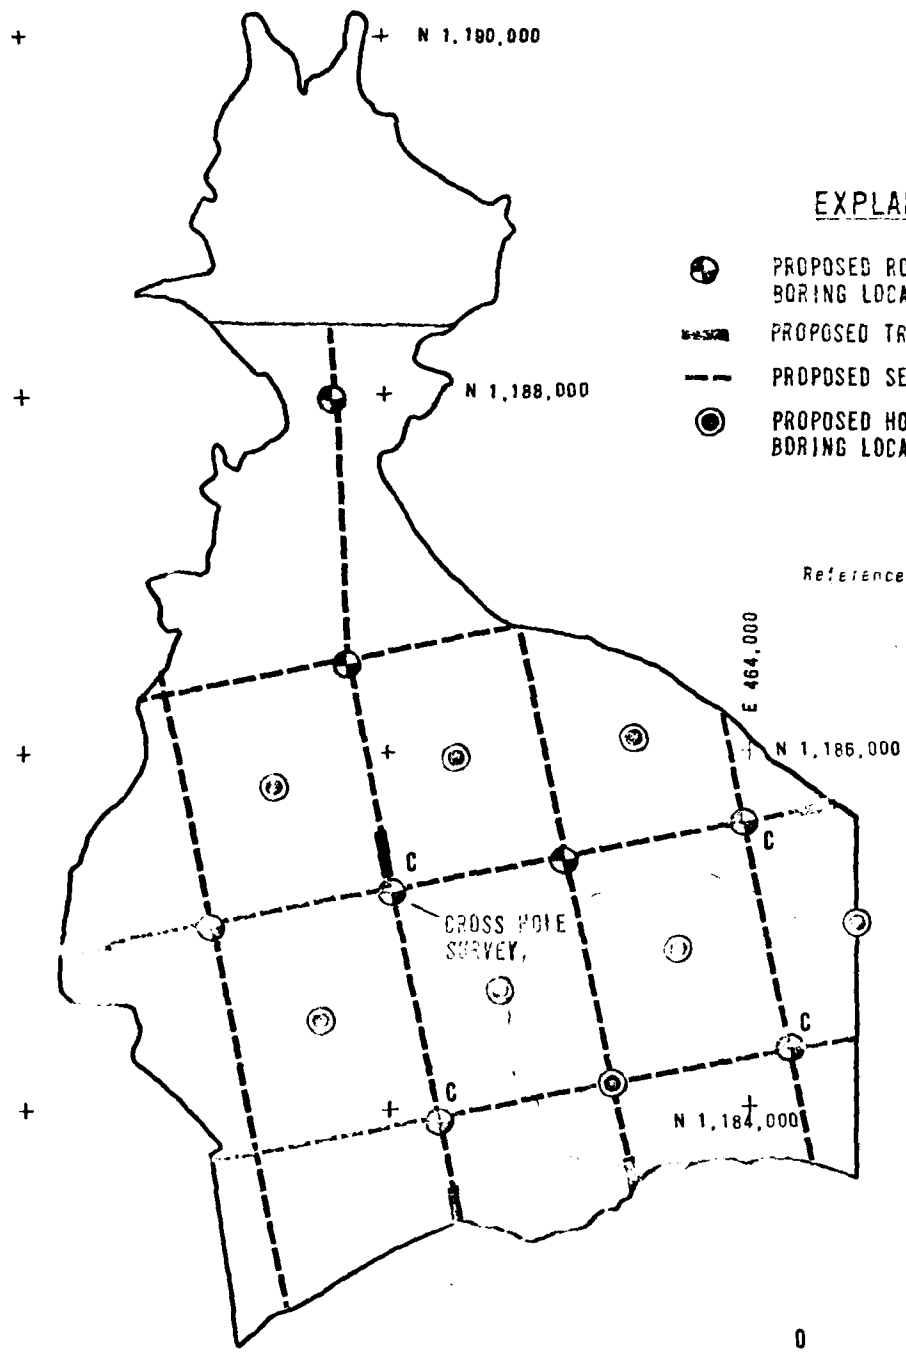 N 1,190,000
EXPLA
PROPOSED RO
BORING LOCA
PROPOSED TR
N 1,188,000
PROPOSED SE
PROPOSED HO
BORING LOCA
Reference
E 464,000
N 1,186,000
C
C
CROSS HOLE
SURVEY,
C
C
N 1,184,000
0